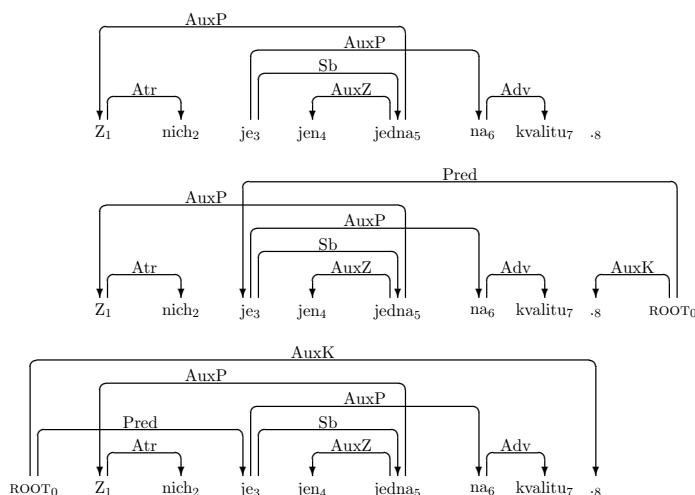 AuxP
AuxP
Sb
Atr AuxZ Adv
Z₁ nich₂ je₃ jen₄ jedna₅ na₆ kvalitu₇ .₈
Pred
AuxP
AuxP
Sb
Atr AuxZ Adv AuxK
Z₁ nich₂ je₃ jen₄ jedna₅ na₆ kvalitu₇ .₈ ROOT₀
AuxK
AuxP
AuxP
Pred Sb
Atr AuxZ Adv
ROOT₀ Z₁ nich₂ je₃ jen₄ jedna₅ na₆ kvalitu₇ .₈